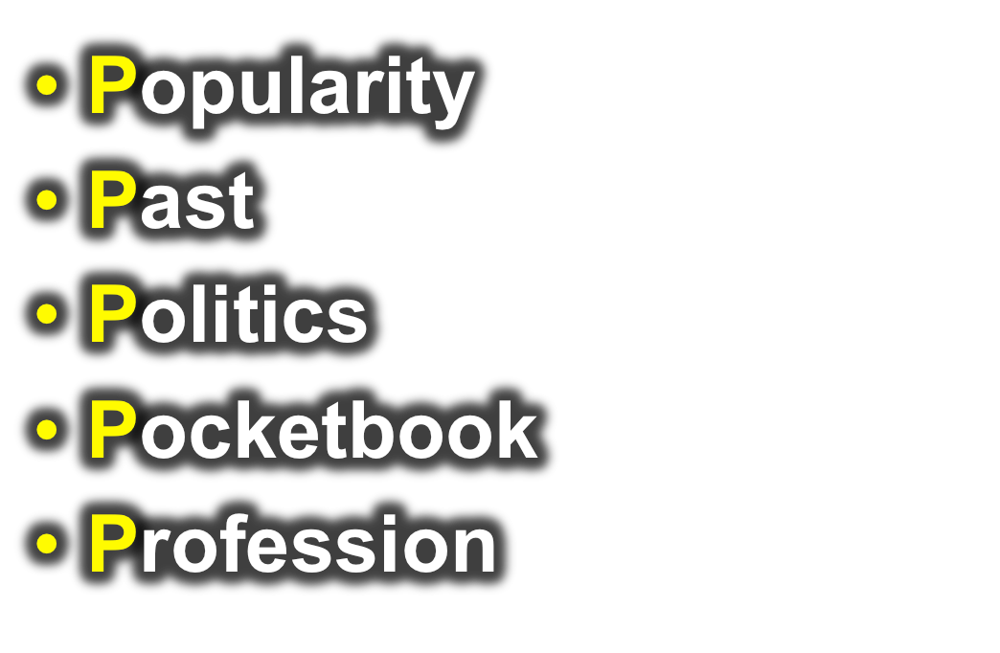 • Popularity
• Past
• Politics
• Pocketbook
• Profession